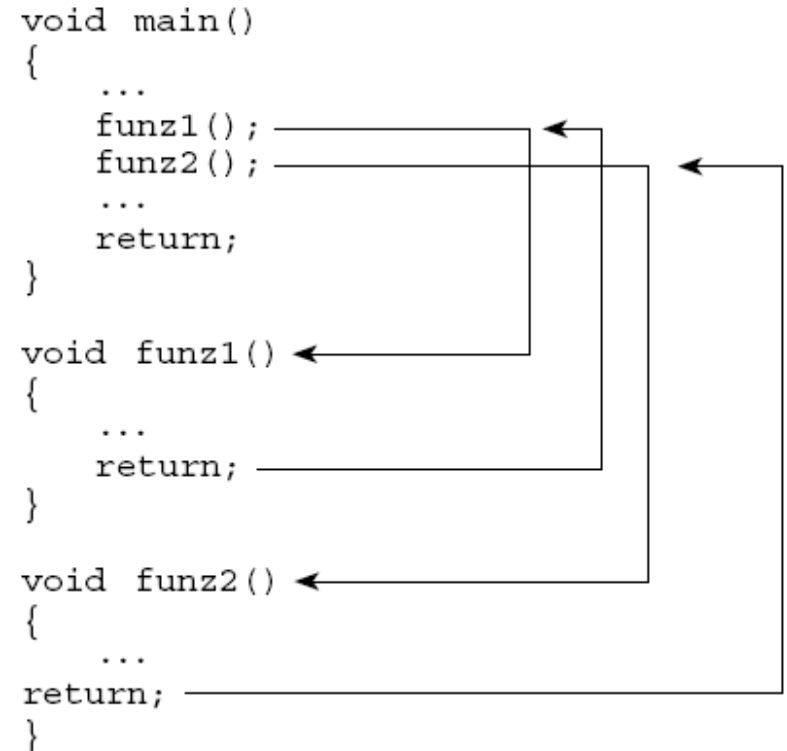 void main()
{
    ...
    funz1();
    funz2();
    ...
    return;
}
void funz1()
{
    ...
    return;
}
void funz2()
{
    ...
return;
}